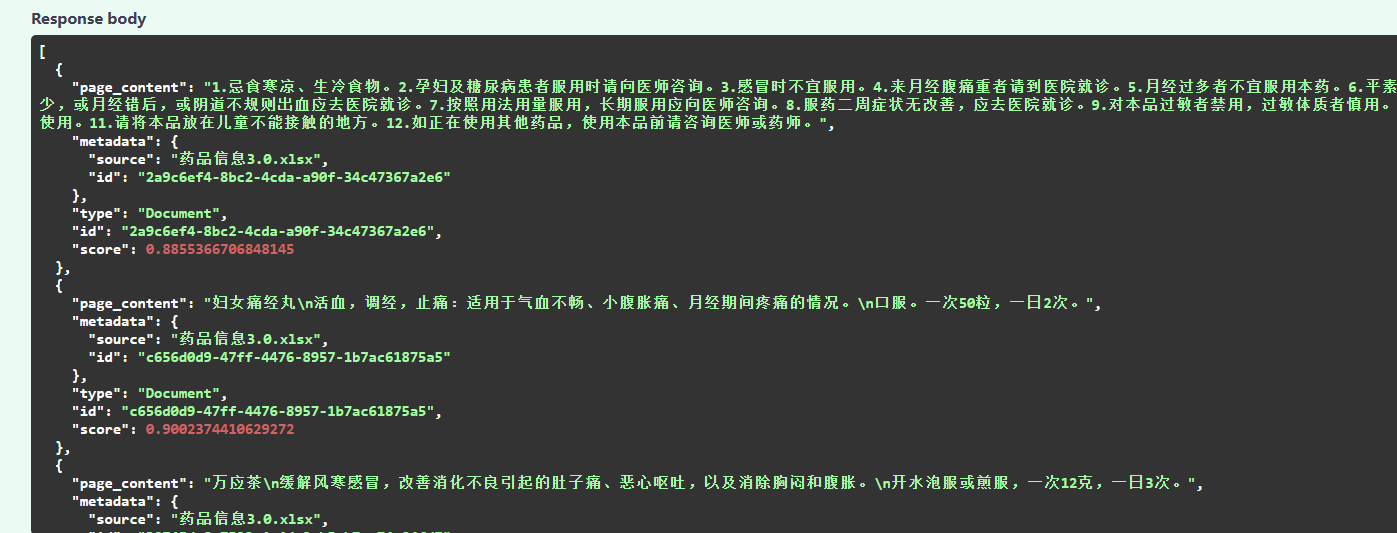 Response body
[
{
"page_content": "1.忌食寒凉、生冷食物。2.孕妇及糖尿病患者服用时请向医师咨询。3.感冒时不宜服用。4.来月经腹痛重者请到医院就诊。5.月经过多者不宜服用本药。6.平素
少，或月经错后，或阴道不规则出血应去医院就诊。7.按照用法用量服用，长期服用应向医师咨询。8.服药二周症状无改善，应去医院就诊。9.对本品过敏者禁用，过敏体质者慎用。
使用。11.请将本品放在儿童不能接触的地方。12.如正在使用其他药品，使用本品前请咨询医师或药师。",
"metadata": {
"source": "药品信息3.0.xlsx",
"id": "2a9c6ef4-8bc2-4cda-a90f-34c47367a2e6"
},
"type": "Document",
"id": "2a9c6ef4-8bc2-4cda-a90f-34c47367a2e6",
"score": 0.8855366706848145
},
{
"page_content": "妇女痛经丸\n活血，调经，止痛：适用于气血不畅、小腹胀痛、月经期间疼痛的情况。\n口服。一次50粒，一日2次。",
"metadata": {
"source": "药品信息3.0.xlsx",
"id": "c656d0d9-47ff-4476-8957-1b7ac61875a5"
},
"type": "Document",
"id": "c656d0d9-47ff-4476-8957-1b7ac61875a5",
"score": 0.9002374410629272
},
{
"page_content": "万应茶\n缓解风寒感冒，改善消化不良引起的肚子痛、恶心呕吐，以及消除胸闷和腹胀。\n开水泡服或煎服，一次12克，一日3次。",
"metadata": {
"source": "药品信息3.0.xlsx",